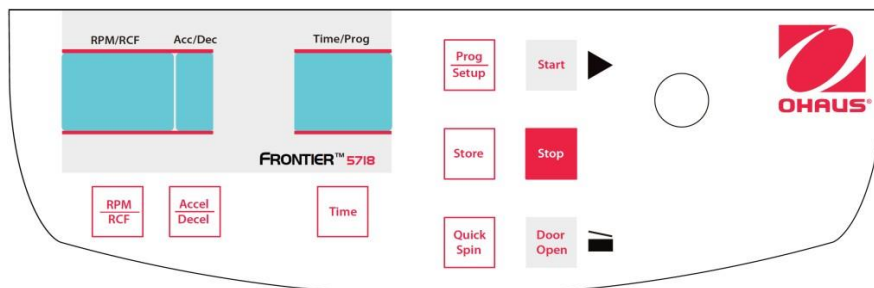 RPM/RCF Acc/Dec Time/Prog
FRONTIER™ 5718
RPM
RCF
Accel
Decel
Time
Prog
Setup
Start
Store
Stop
Quick
Spin
Door
Open
OHAUS®